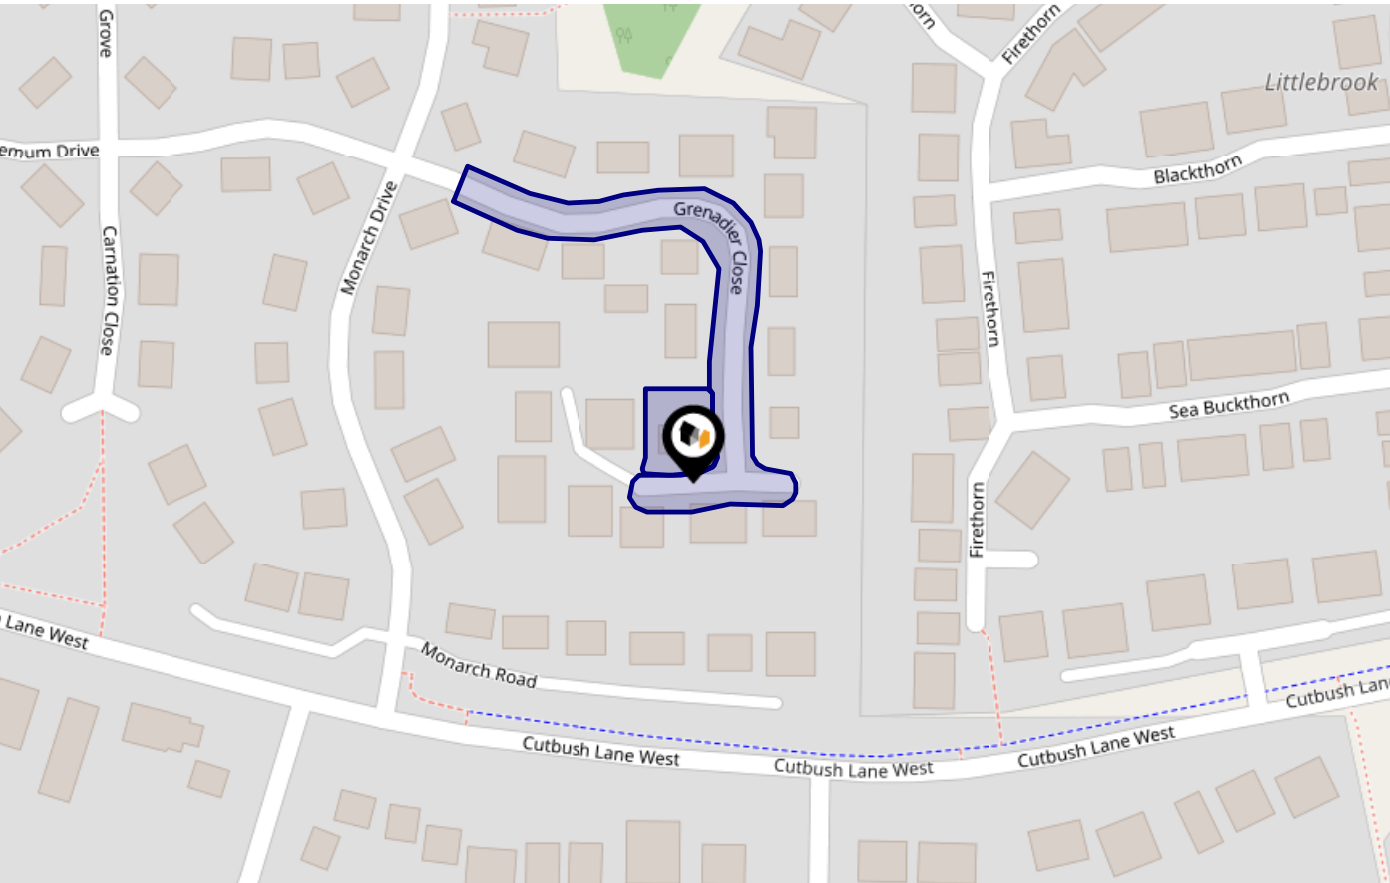 Grove
orn
Firethorn
Littlebrook
emum Drive
Blackthorn
Monarch Drive
Grenadier Close
Carnation Close
Firethorn
Sea Buckthorn
Firethorn
Lane West
Monarch Road
Cutbush Lane West
Cutbush Lane West
Cutbush Lane West
Cutbush Lan